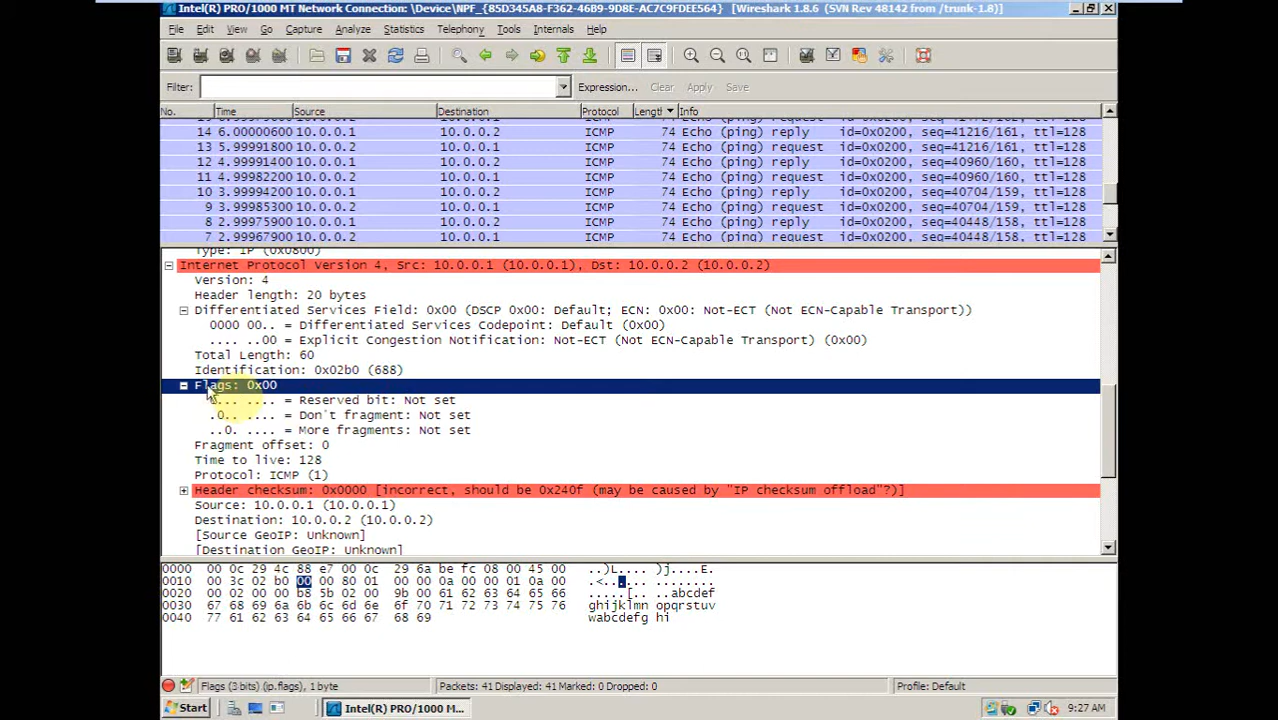 Intel(R) PRO/1000 MT Network Connection: \Device\NPF_{85D345A8-F362-46B9-9D8E-AC7C9FDEE564} [Wireshark 1.8.6 (SVN Rev 48142 from /trunk-1.8)]
File Edit View Go Capture Analyze Statistics Telephony Tools Internals Help
Filter: Expression... Clear Apply Save
No. Time Source Destination Protocol Length Info
14 6.00000600 10.0.0.1 10.0.0.2 ICMP 74 Echo (ping) reply id=0x0200, seq=41216/161, ttl=128
13 5.99991800 10.0.0.2 10.0.0.1 ICMP 74 Echo (ping) request id=0x0200, seq=41216/161, ttl=128
12 4.99991400 10.0.0.1 10.0.0.2 ICMP 74 Echo (ping) reply id=0x0200, seq=40960/160, ttl=128
11 4.99982200 10.0.0.2 10.0.0.1 ICMP 74 Echo (ping) request id=0x0200, seq=40960/160, ttl=128
10 3.99994200 10.0.0.1 10.0.0.2 ICMP 74 Echo (ping) reply id=0x0200, seq=40704/159, ttl=128
9 3.99985300 10.0.0.2 10.0.0.1 ICMP 74 Echo (ping) request id=0x0200, seq=40704/159, ttl=128
8 2.99975900 10.0.0.1 10.0.0.2 ICMP 74 Echo (ping) reply id=0x0200, seq=40448/158, ttl=128
7 2.99967900 10.0.0.2 10.0.0.1 ICMP 74 Echo (ping) request id=0x0200, seq=40448/158, ttl=128
Type: IP (0x0800)
Internet Protocol Version 4, Src: 10.0.0.1 (10.0.0.1), Dst: 10.0.0.2 (10.0.0.2)
Version: 4
Header length: 20 bytes
Differentiated Services Field: 0x00 (DSCP 0x00: Default; ECN: 0x00: Not-ECT (Not ECN-Capable Transport))
0000 00.. = Differentiated Services Codepoint: Default (0x00)
.... ..00 = Explicit Congestion Notification: Not-ECT (Not ECN-Capable Transport) (0x00)
Total Length: 60
Identification: 0x02b0 (688)
Flags: 0x00
0... .... = Reserved bit: Not set
.0.. .... = Don't fragment: Not set
..0. .... = More fragments: Not set
Fragment offset: 0
Time to live: 128
Protocol: ICMP (1)
Header checksum: 0x0000 [incorrect, should be 0x240f (may be caused by "IP checksum offload"?)]
Source: 10.0.0.1 (10.0.0.1)
Destination: 10.0.0.2 (10.0.0.2)
[Source GeoIP: Unknown]
[Destination GeoIP: Unknown]
0000 00 0c 29 4c 88 e7 00 0c 29 6a be fc 08 00 45 00 ..)L.... )j....E.
0010 00 3c 02 b0 00 00 80 01 00 00 0a 00 00 01 0a 00 .<...... ........
0020 00 02 00 00 b8 5b 02 00 9b 00 61 62 63 64 65 66 .....[.. ..abcdef
0030 67 68 69 6a 6b 6c 6d 6e 6f 70 71 72 73 74 75 76 ghijklmn opqrstuv
0040 77 61 62 63 64 65 66 67 68 69 wabcdefg hi
Flags (3 bits) (ip.flags), 1 byte Packets: 41 Displayed: 41 Marked: 0 Dropped: 0 Profile: Default
Start Intel(R) PRO/1000 M... 9:27 AM